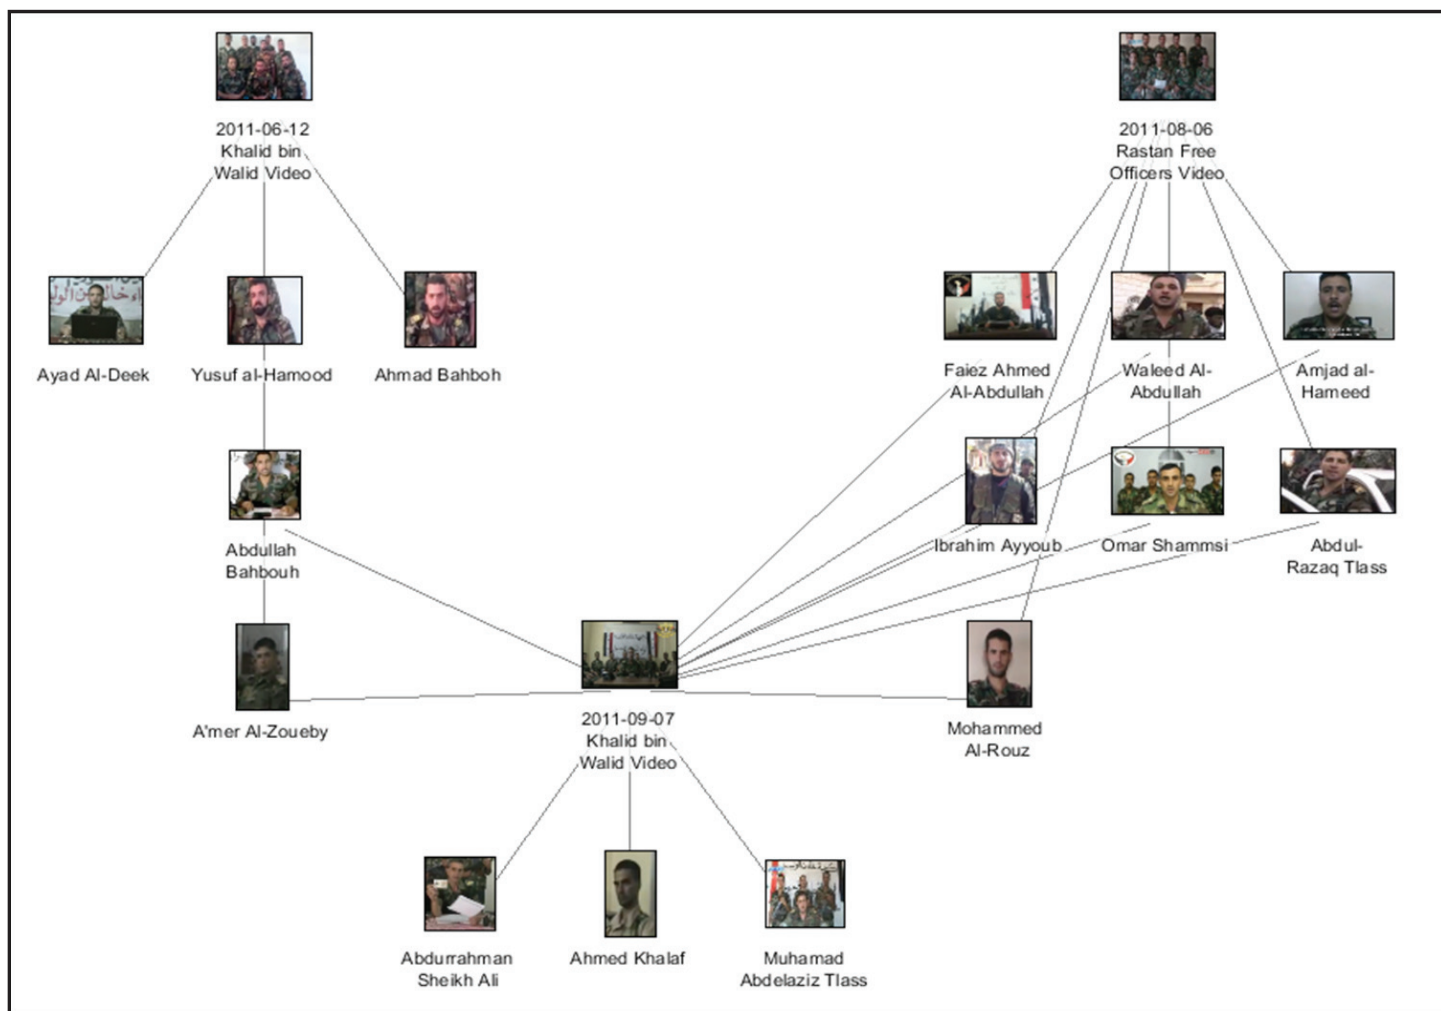 2011-06-12
Khalid bin
Walid Video
2011-08-06
Rastan Free
Officers Video
Ayad Al-Deek
Yusuf al-Hamood
Ahmad Bahboh
Faiez Ahmed
Al-Abdullah
Waleed Al-
Abdullah
Amjad al-
Hameed
Abdullah
Bahbouh
Ibrahim Ayyoub
Omar Shammsi
Abdul-
Razaq Tlass
A'mer Al-Zoueby
2011-09-07
Khalid bin
Walid Video
Mohammed
Al-Rouz
Abdurrahman
Sheikh Ali
Ahmed Khalaf
Muhamad
Abdelaziz Tlass